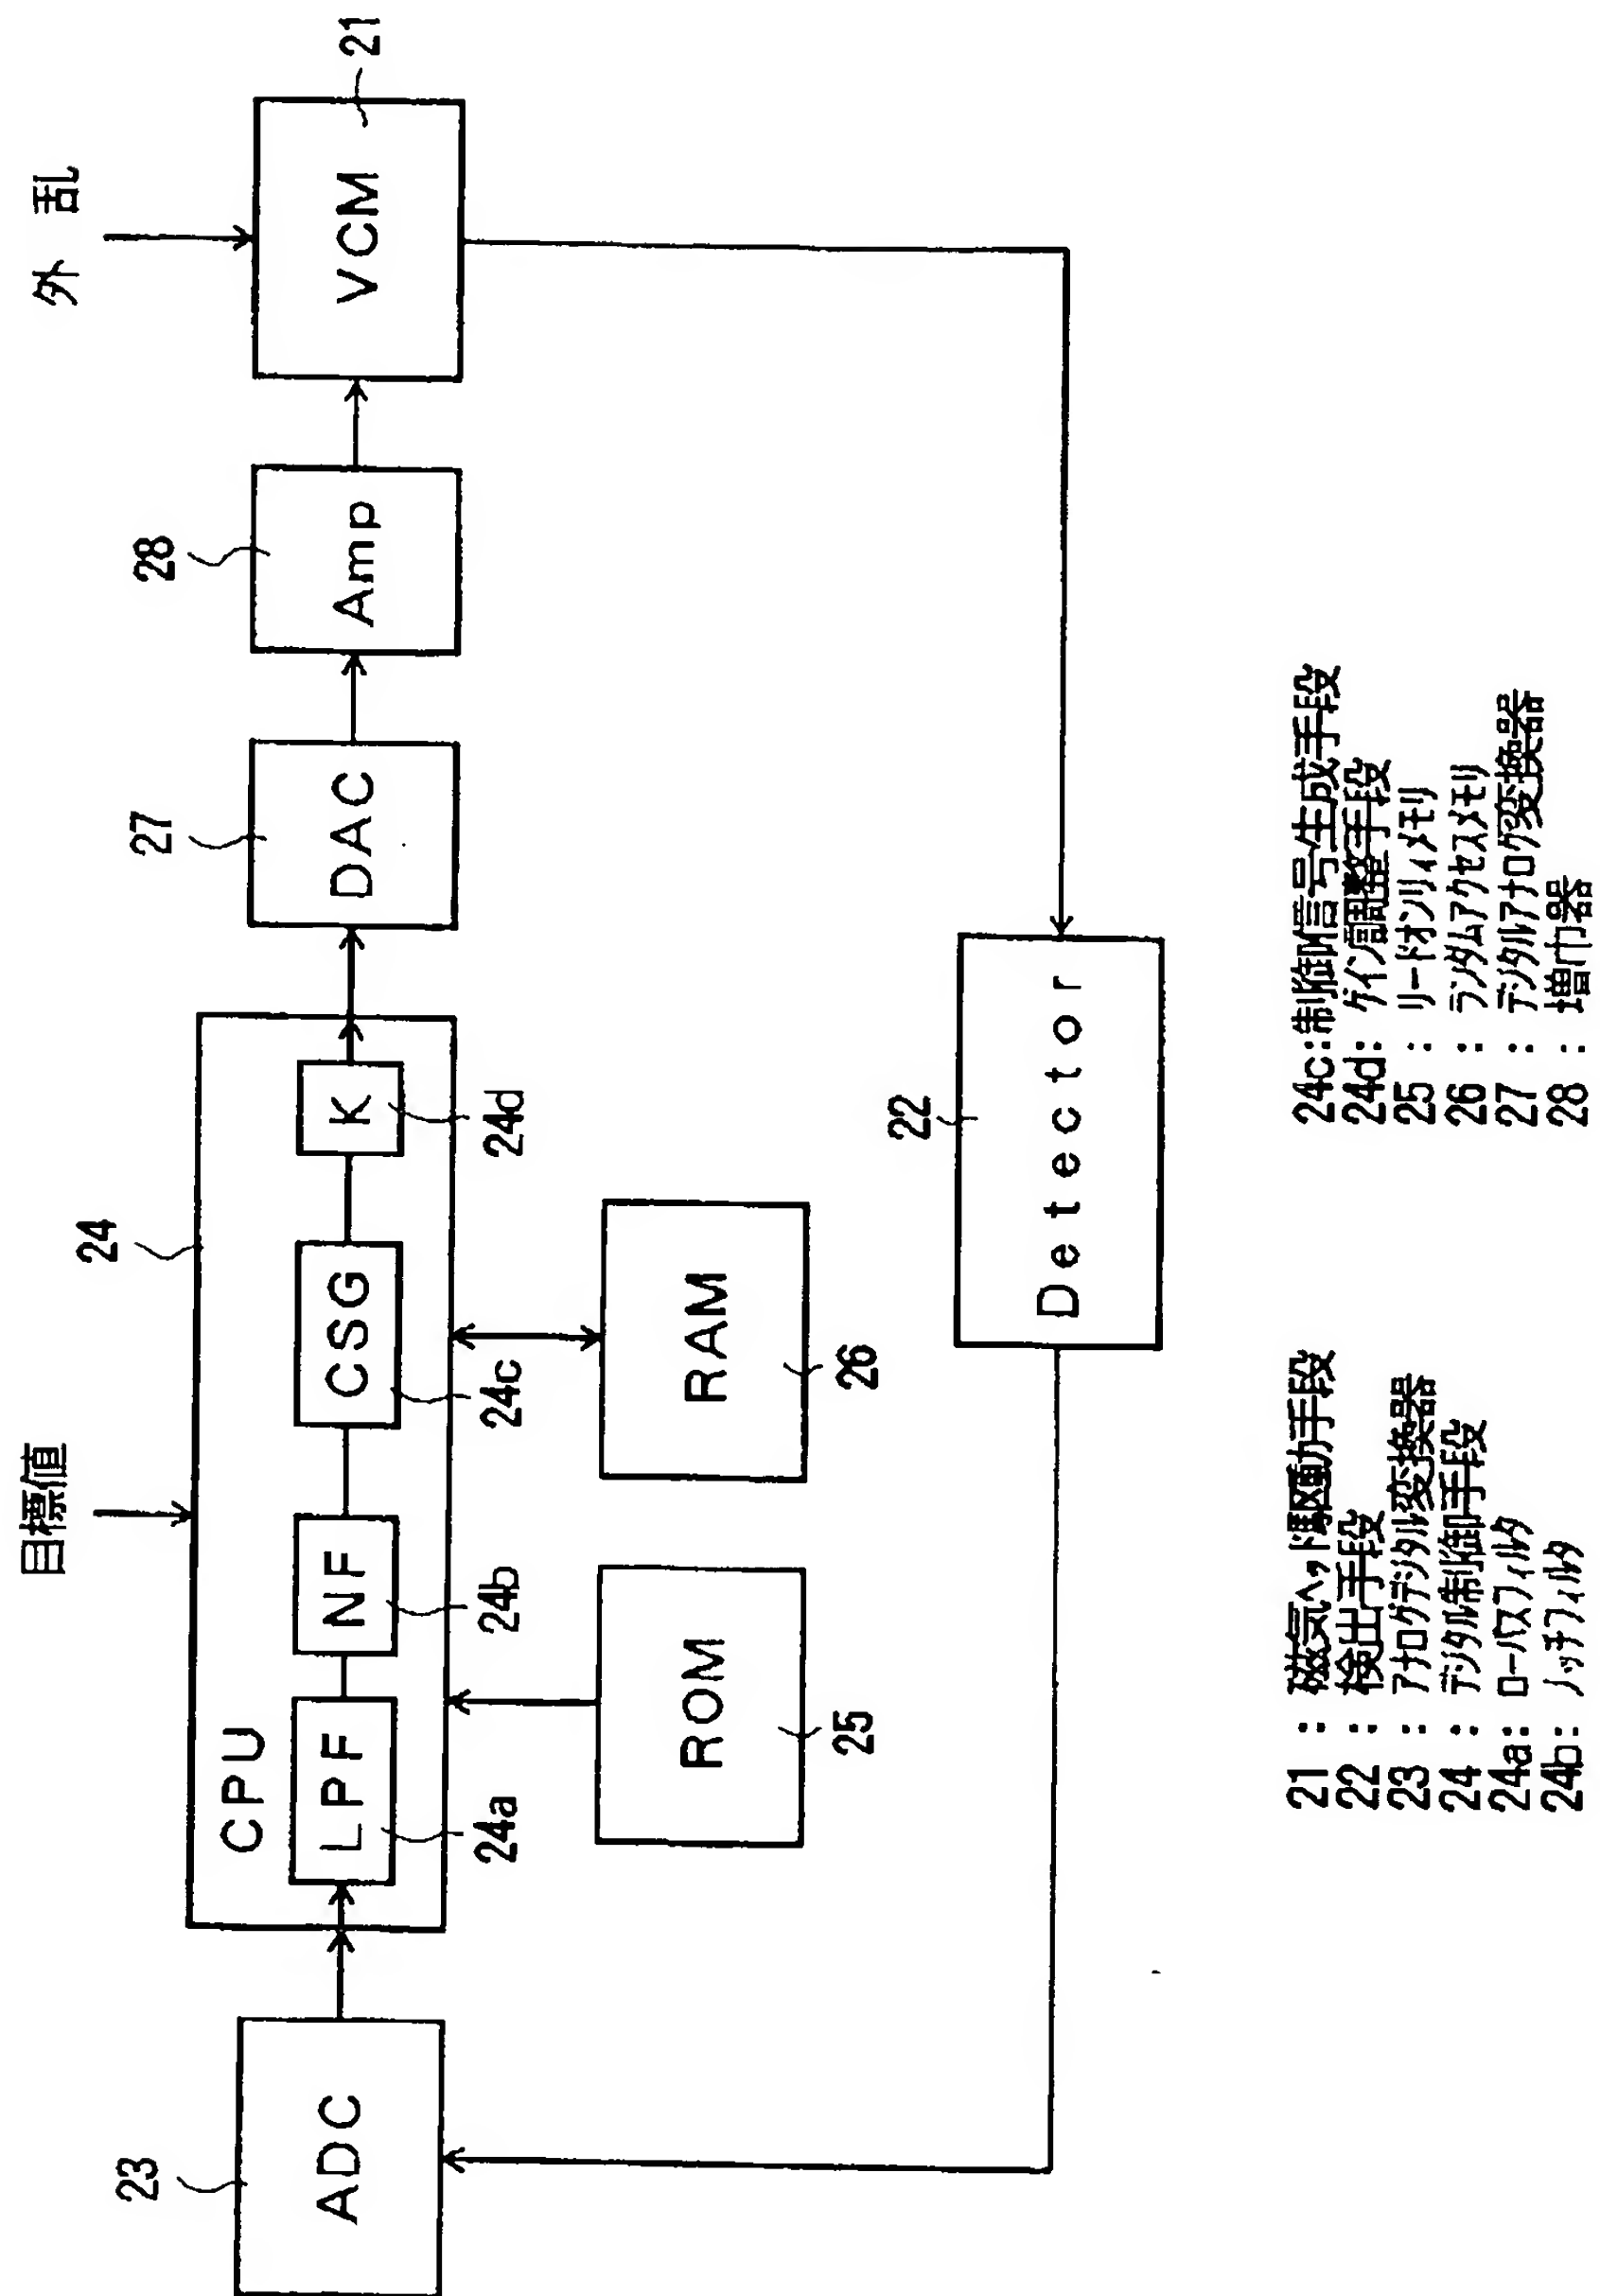 目標値
外乱
24
27
28
21
23
ADC
CPU
LPF
NF
CSG
K
DAC
Amp
VCM
24a
24b
24c
24d
ROM
RAM
25
26
22
Detector
21 : 磁気ヘッド駆動手段
22 : 検出手段
23 : アナログデジタル変換器
24 : デジタル制御手段
24a: ローパスフィルタ
24b: ノッチフィルタ
24c:制御信号生成手段
24d: ゲイン調整手段
25 : リードオンリィメモリ
26 : ランダムアクセスメモリ
27 : デジタルアナログ変換器
28 : 増巾器